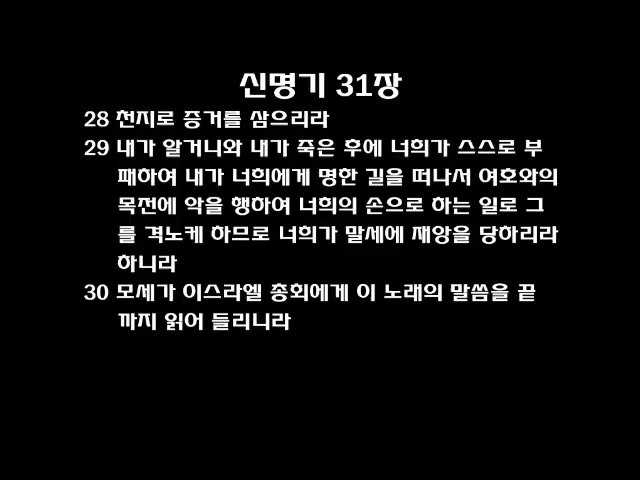 신명기 31장
28 천지로 증거를 삼으리라
29 내가 알거니와 내가 죽은 후에 너희가 스스로 부
패하여 내가 너희에게 명한 길을 떠나서 여호와의
목전에 악을 행하여 너희의 손으로 하는 일로 그
를 격노케 하므로 너희가 말세에 재앙을 당하리라
하니라
30 모세가 이스라엘 총회에게 이 노래의 말씀을 끝
까지 읽어 들리니라